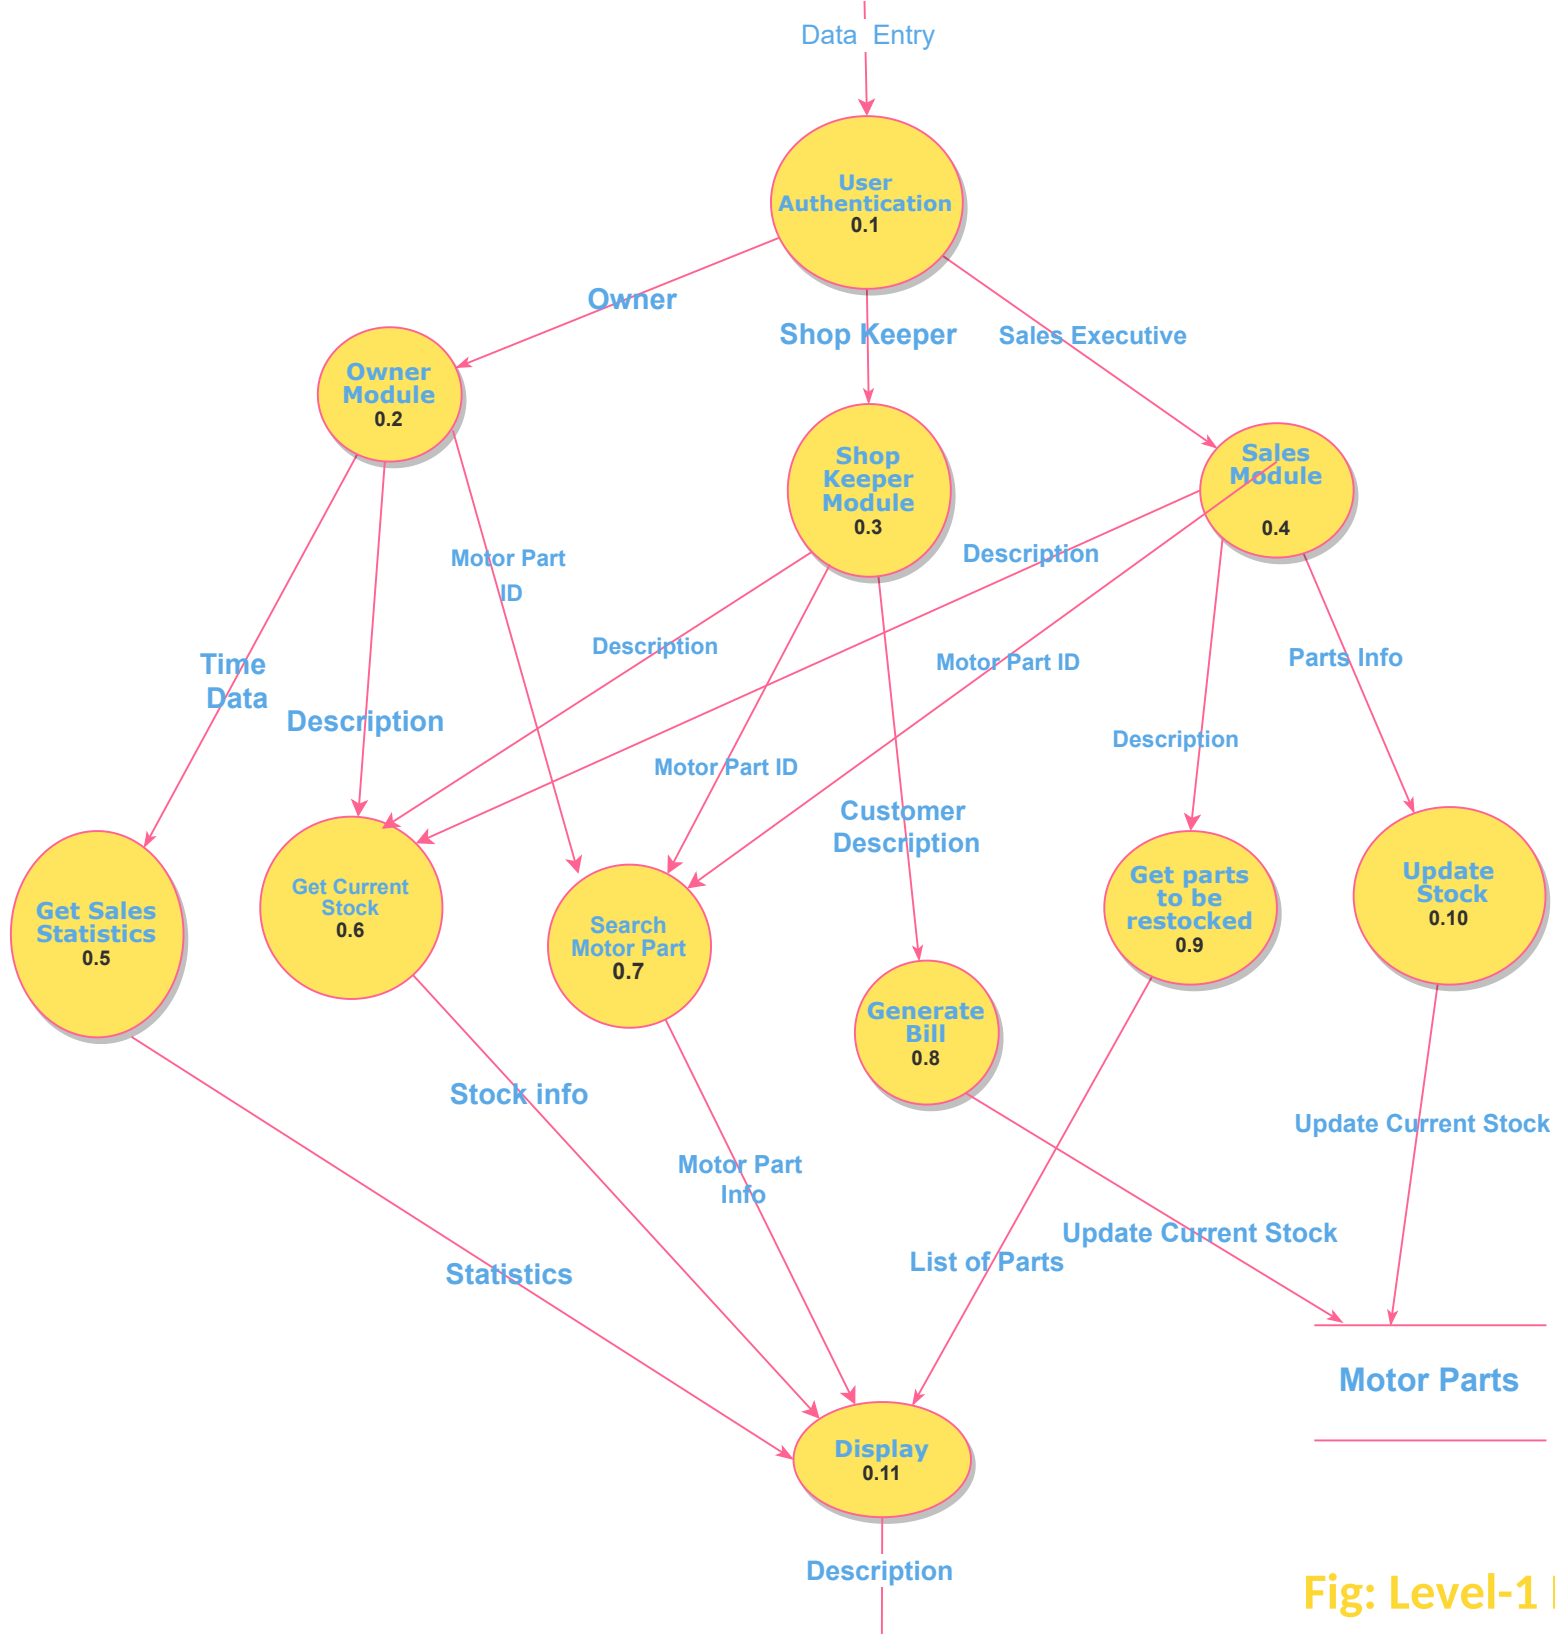 Data  Entry
User
Authentication
0.1
Owner
Shop Keeper
Sales Executive
Owner
Module
0.2
Shop
Keeper
Module
0.3
Sales
Module
0.4
Motor Part
ID
Description
Description
Motor Part ID
Parts Info
Time
Data
Description
Description
Motor Part ID
Customer
Description
Get Sales
Statistics
0.5
Get Current
Stock
0.6
Search
Motor Part
0.7
Generate
Bill
0.8
Get parts
to be
restocked
0.9
Update
Stock
0.10
Stock info
Update Current Stock
Motor Part
Info
Update Current Stock
List of Parts
Statistics
Motor Parts
Display
0.11
Description
Fig: Level-1